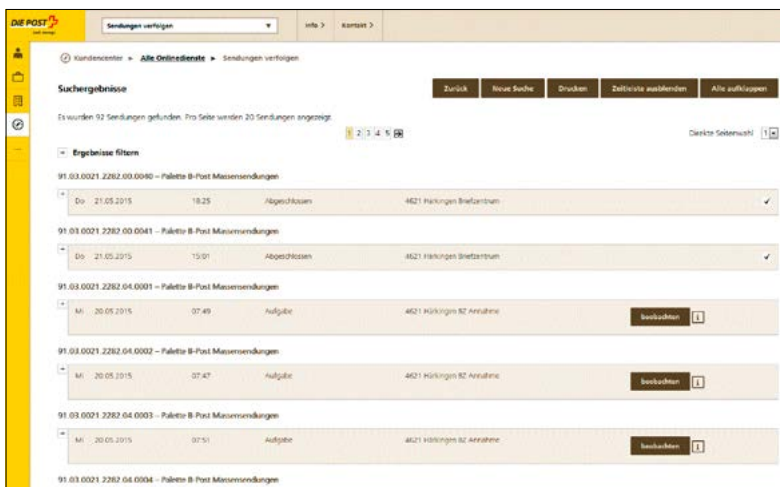 DIE POST
Sendungen verfolgen
Info
Kontakt
Kundencenter
Alle Onlinedienste
Sendungen verfolgen
Suchergebnisse
Zurück
Neue Suche
Drucken
Zeitleiste ausblenden
Alle aufklappen
Es wurden 92 Sendungen gefunden. Pro Seite werden 20 Sendungen angezeigt.
1 2 3 4 5
Direkte Seitenwahl 1
Ergebnisse filtern
91.03.0021.2282.00.0040 – Palette B-Post Massensendungen
Do 21.05.2015 18:25 Abgeschlossen 4621 Härkingen Briefzentrum
91.03.0021.2282.00.0041 – Palette B-Post Massensendungen
Do 21.05.2015 15:01 Abgeschlossen 4621 Härkingen Briefzentrum
91.03.0021.2282.04.0001 – Palette B-Post Massensendungen
Mi 20.05.2015 07:49 Aufgabe 4621 Härkingen BZ Annahme beobachten i
91.03.0021.2282.04.0002 – Palette B-Post Massensendungen
Mi 20.05.2015 07:47 Aufgabe 4621 Härkingen BZ Annahme beobachten i
91.03.0021.2282.04.0003 – Palette B-Post Massensendungen
Mi 20.05.2015 07:51 Aufgabe 4621 Härkingen BZ Annahme beobachten i
91.03.0021.2282.04.0004 – Palette B-Post Massensendungen